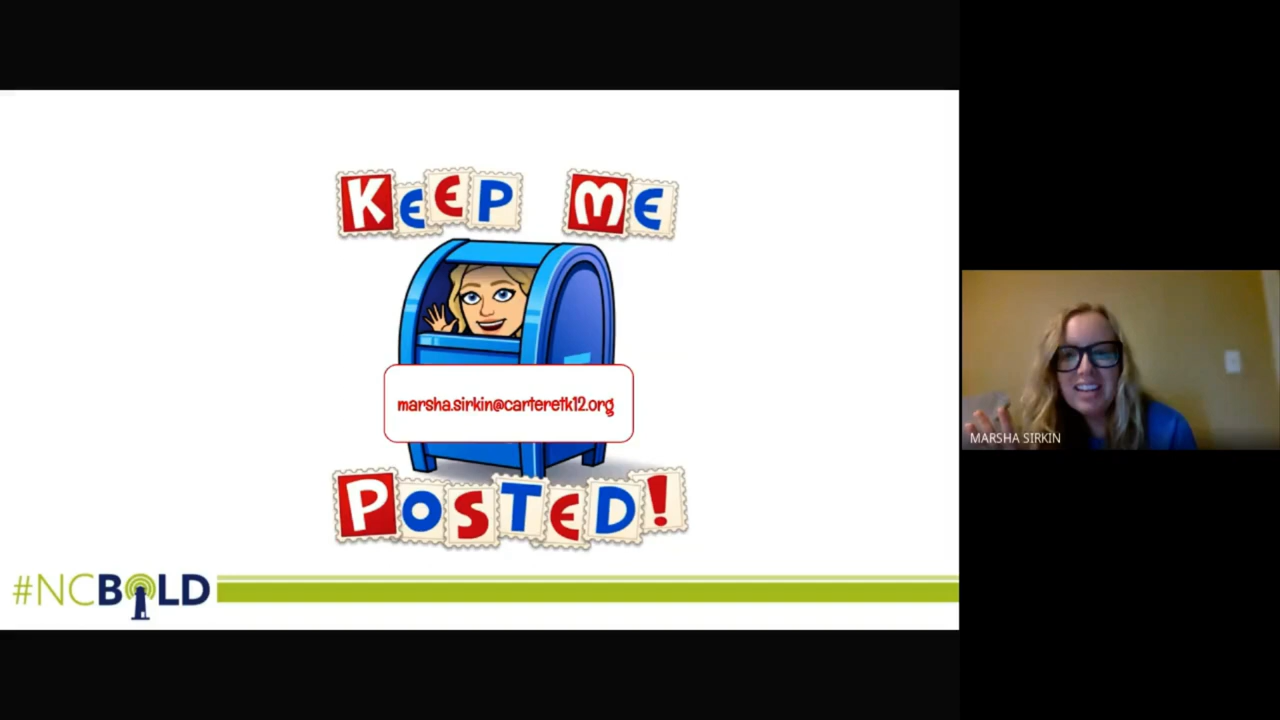 KEEP ME
marsha.sirkin@carteretk12.org
POSTED!
#NCBOLD
MARSHA SIRKIN